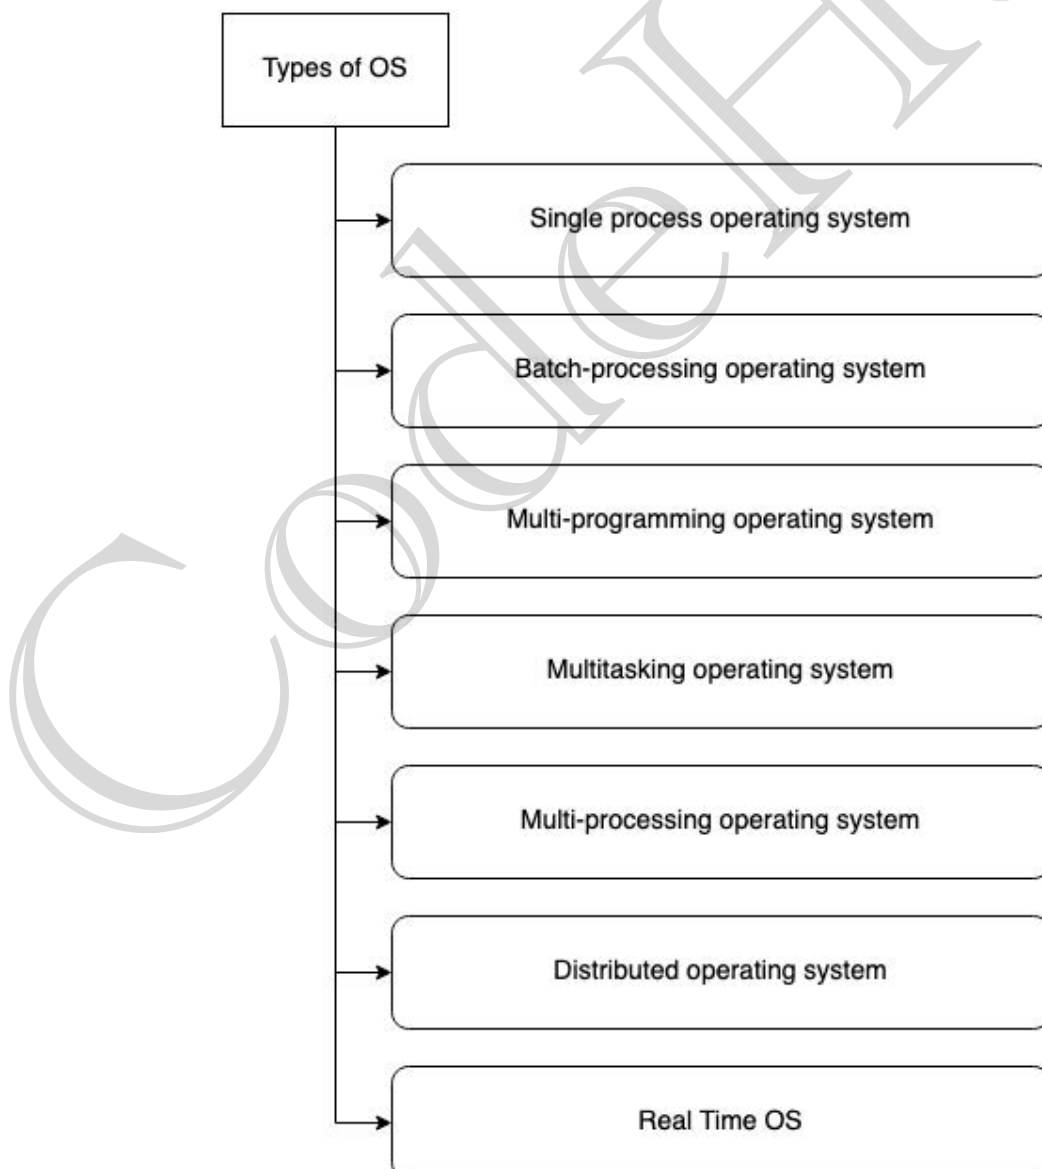 Types of OS
Single process operating system
Batch-processing operating system
Multi-programming operating system
Multitasking operating system
Multi-processing operating system
Distributed operating system
Real Time OS
CodeH